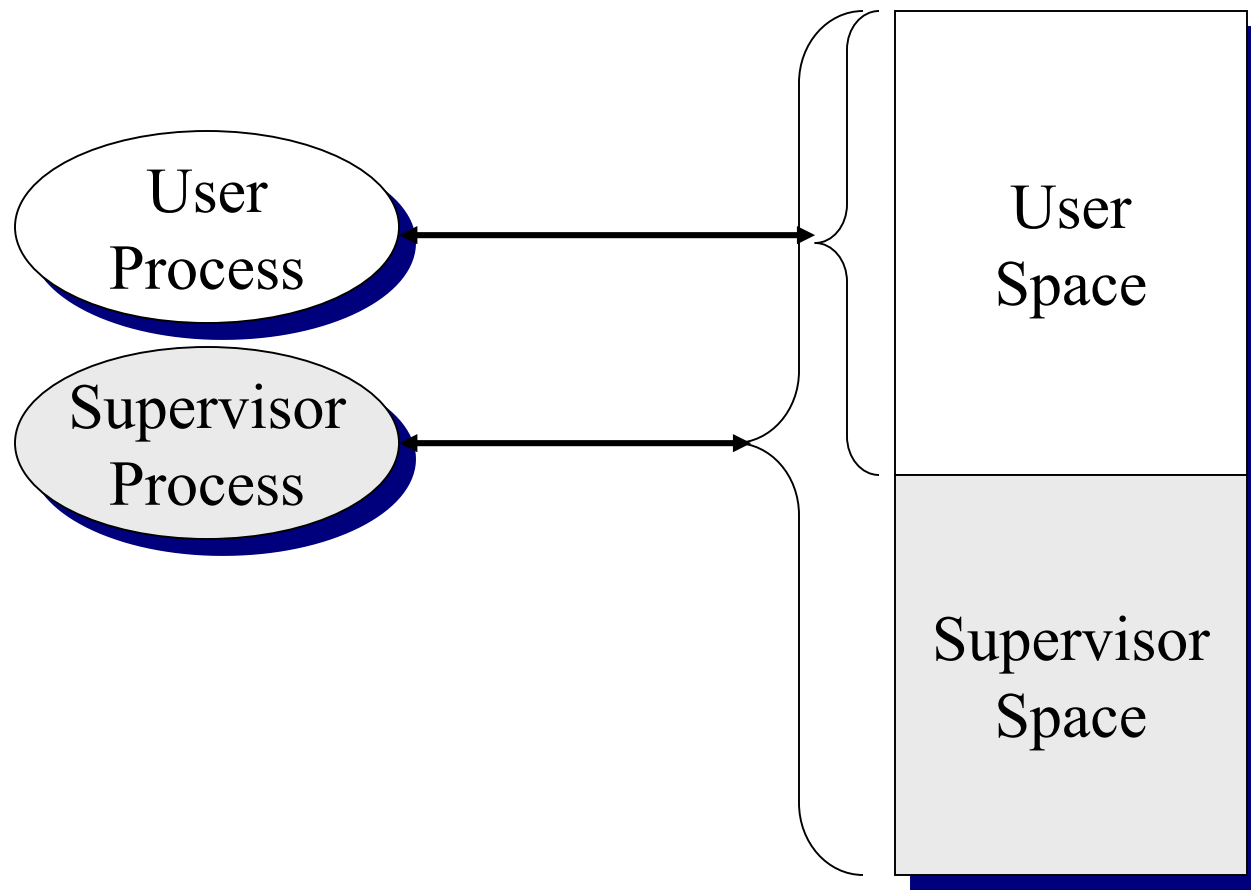 User
Process
Supervisor
Process
User
Space
Supervisor
Space